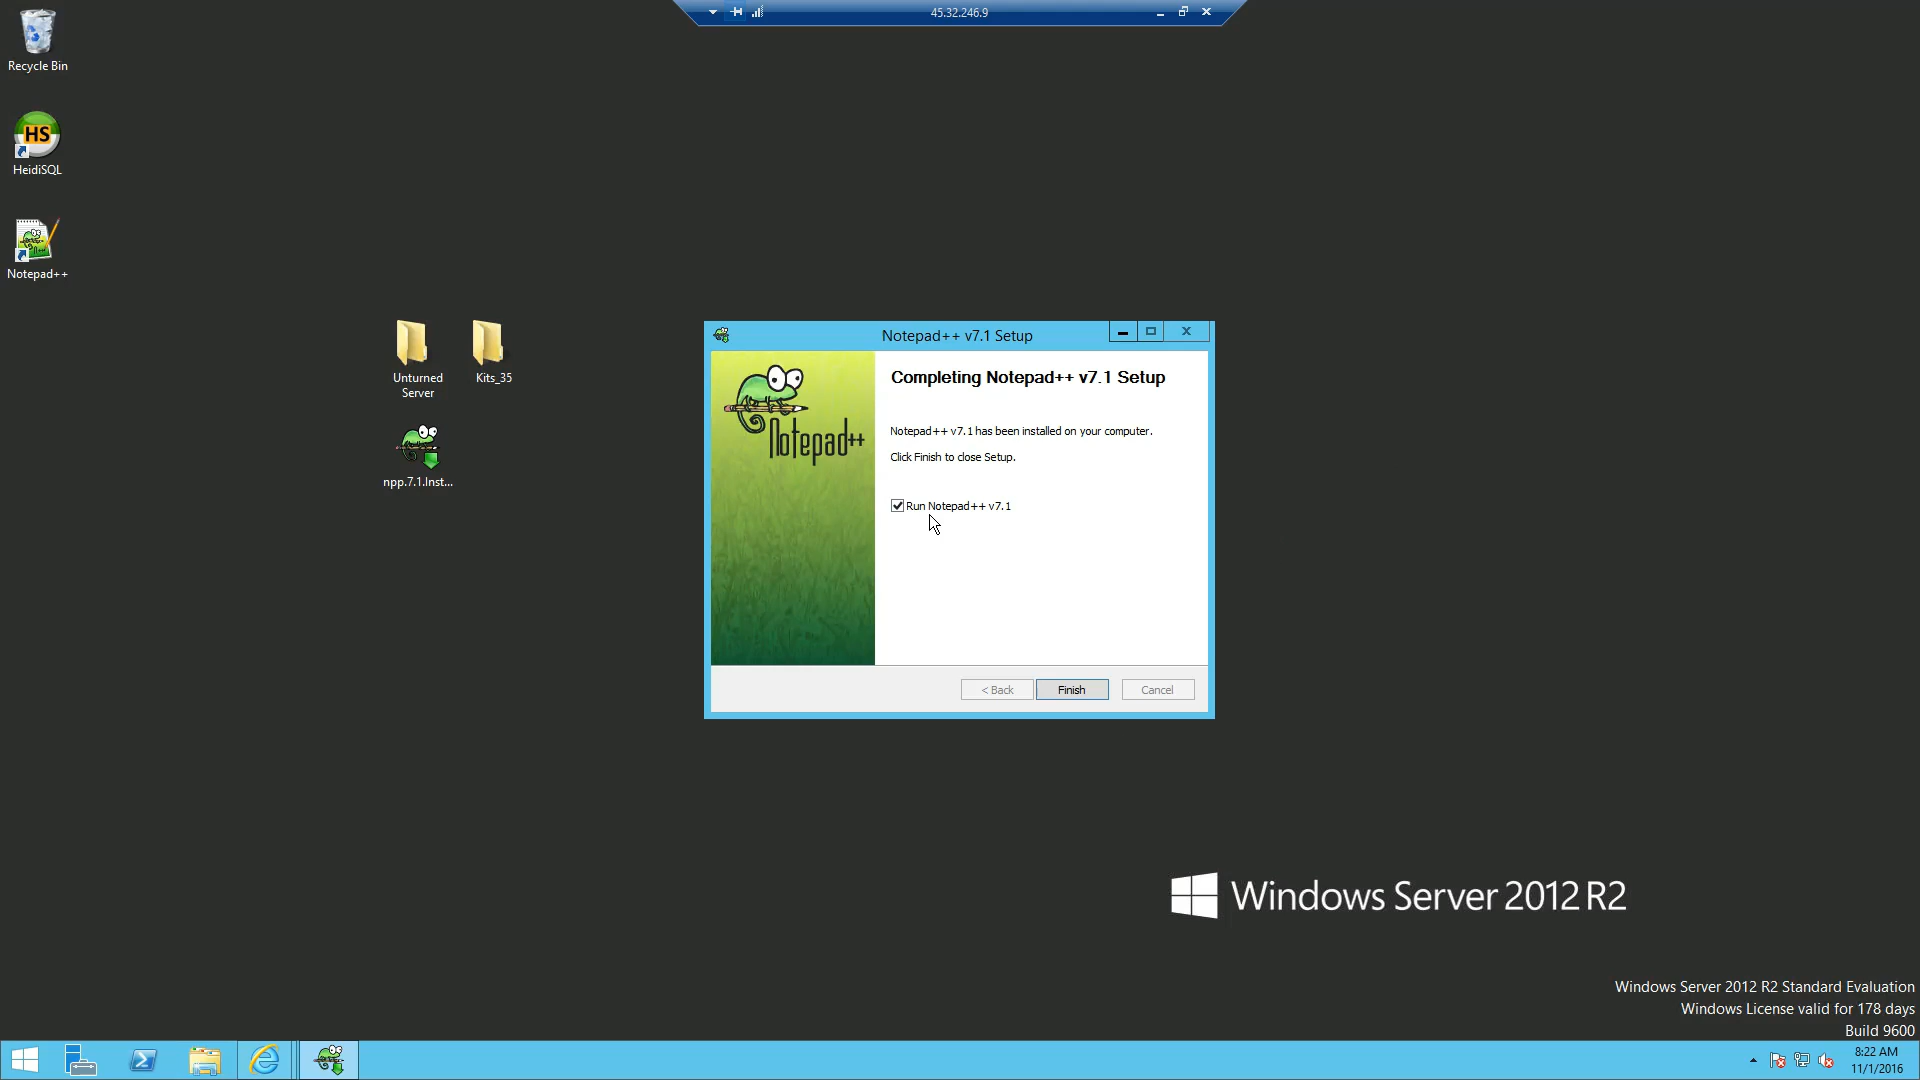 45.32.246.9
Recycle Bin
HS
HeidiSQL
Notepad++
Unturned
Server
Kits_35
npp.7.1.Inst...
Notepad++ v7.1 Setup
Notepad++
Completing Notepad++ v7.1 Setup
Notepad++ v7.1 has been installed on your computer.
Click Finish to close Setup.
Run Notepad++ v7.1
< Back
Finish
Cancel
Windows Server 2012 R2
Windows Server 2012 R2 Standard Evaluation
Windows License valid for 178 days
Build 9600
8:22 AM
11/1/2016